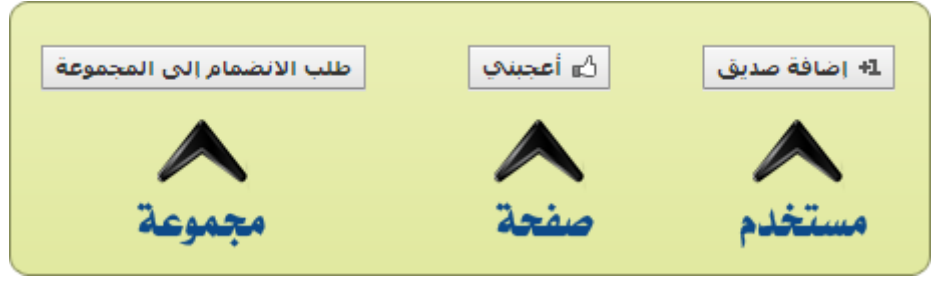 +1 إضافة صديق
أعجبني
طلب الانضمام إلى المجموعة
مستخدم
صفحة
مجموعة